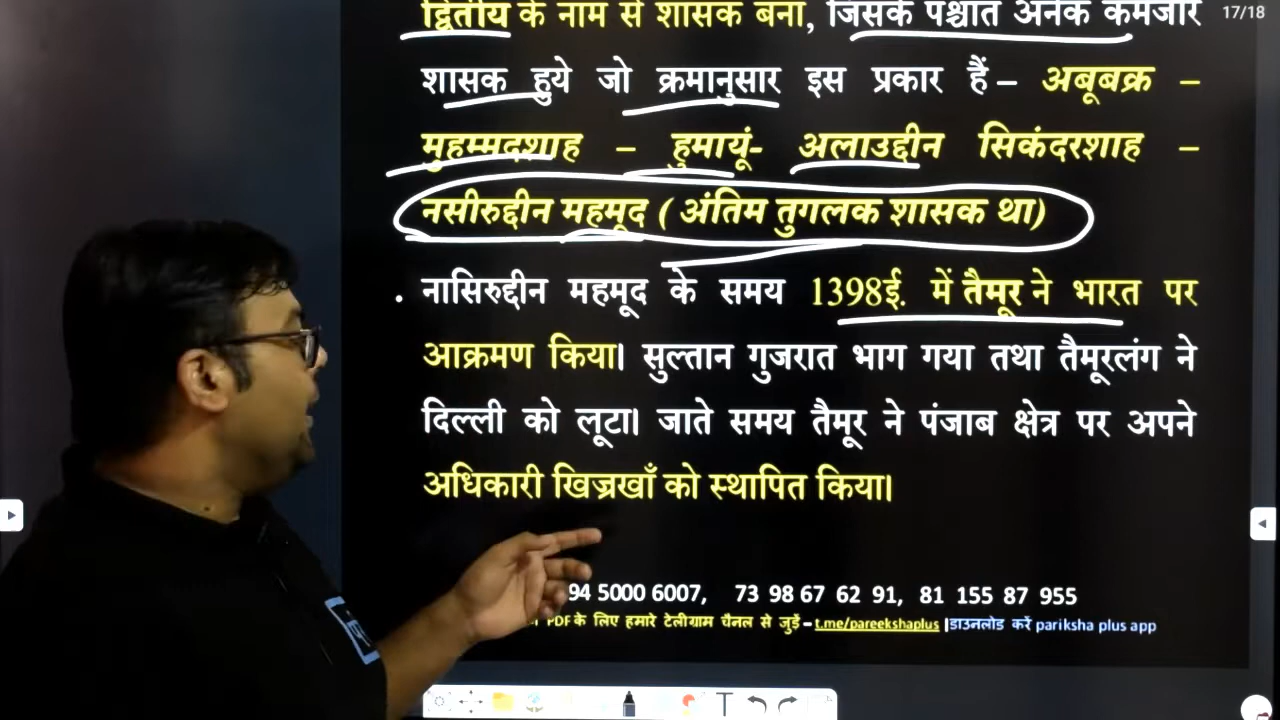 द्वितीय के नाम से शासक बना, जिसके पश्चात अनेक कमजोर
17/18
शासक हुये जो क्रमानुसार इस प्रकार हैं– अबूबक्र –
मुहम्मदशाह – हुमायूं- अलाउद्दीन सिकंदरशाह –
नसीरुद्दीन महमूद ( अंतिम तुगलक शासक था)
. नासिरुद्दीन महमूद के समय 1398ई. में तैमूर ने भारत पर
आक्रमण किया। सुल्तान गुजरात भाग गया तथा तैमूरलंग ने
दिल्ली को लूटा। जाते समय तैमूर ने पंजाब क्षेत्र पर अपने
अधिकारी खिज्रखाँ को स्थापित किया।
94 5000 6007, 73 98 67 62 91, 81 155 87 955
PDF के लिए हमारे टेलीग्राम चैनल से जुड़ें – t.me/pareekshaplus |डाउनलोड करें pariksha plus app
T